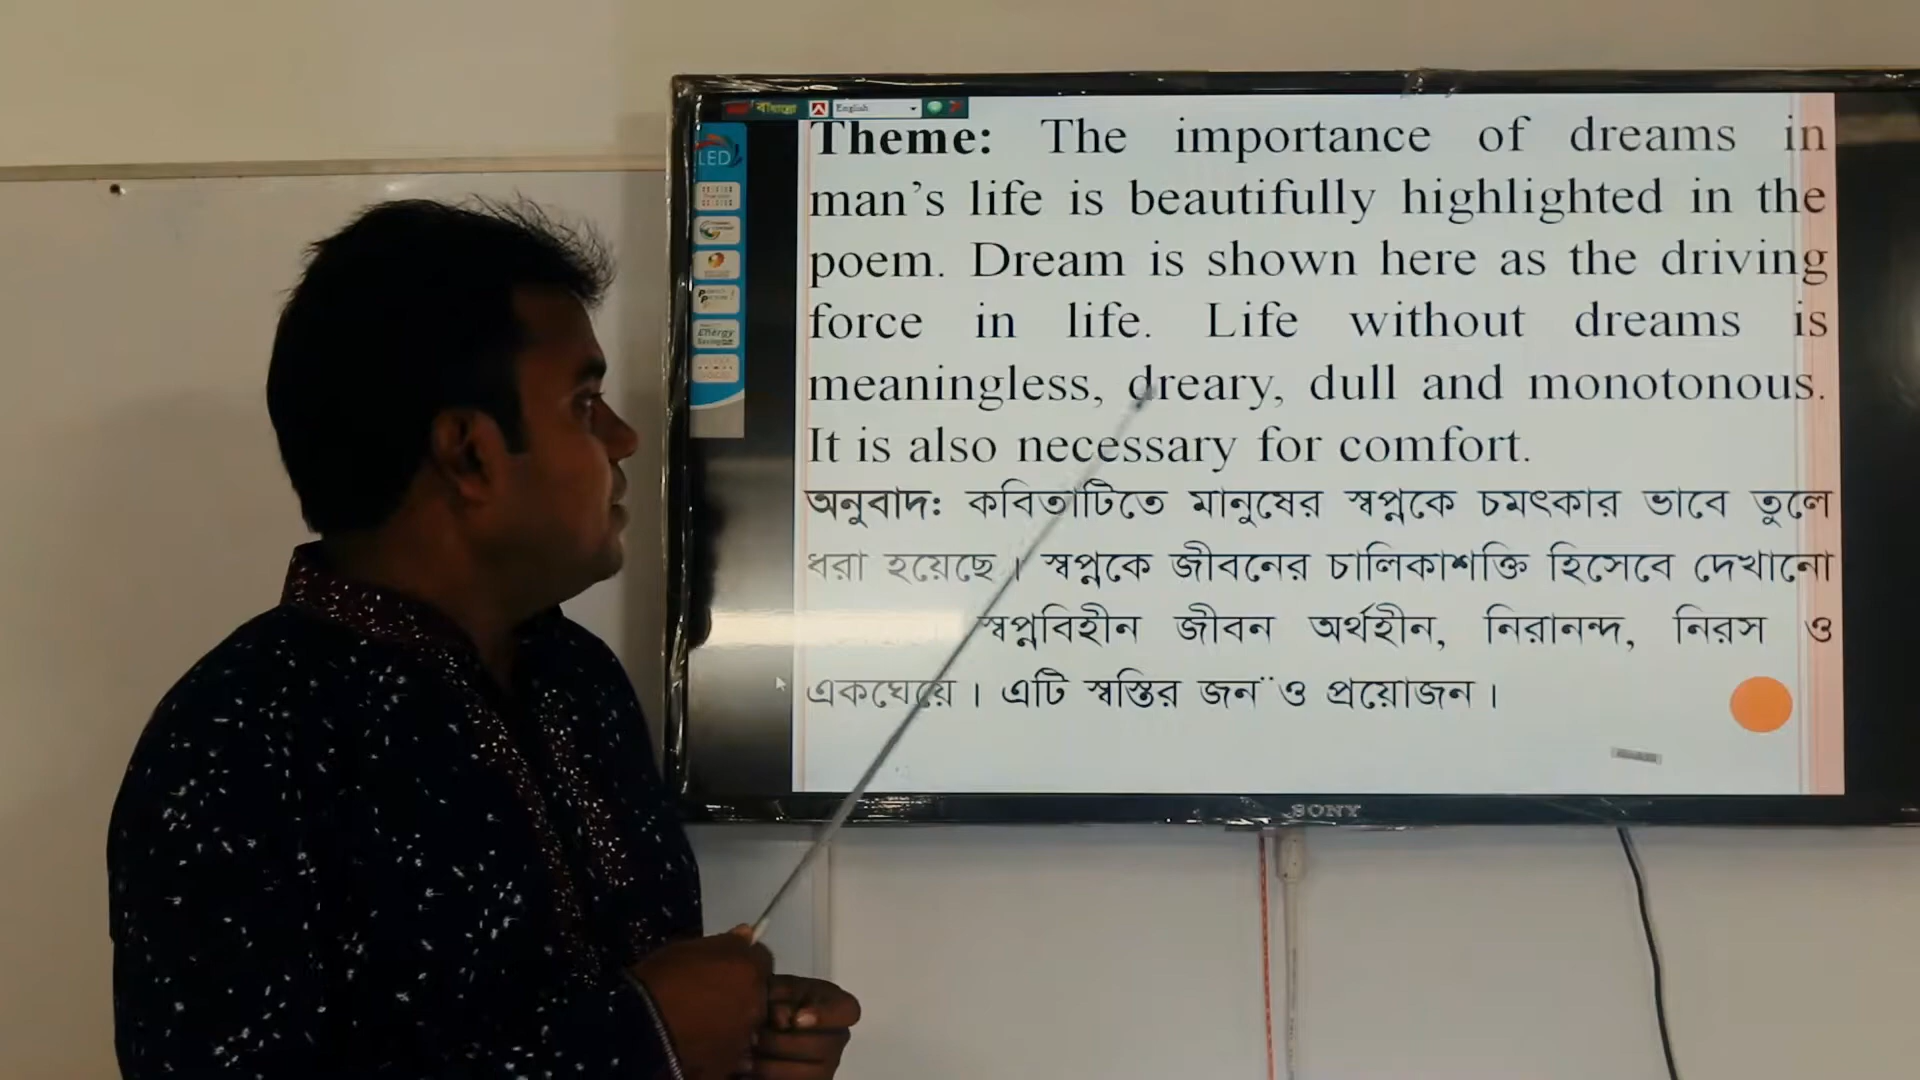 বাংলা English
LED
Theme: The importance of dreams in
man’s life is beautifully highlighted in the
poem. Dream is shown here as the driving
force in life. Life without dreams is
meaningless, dreary, dull and monotonous.
It is also necessary for comfort.
অনুবাদ: কবিতাটিতে মানুষের স্বপ্নকে চমৎকার ভাবে তুলে
ধরা হয়েছে । স্বপ্নকে জীবনের চালিকাশক্তি হিসেবে দেখানো
স্বপ্নবিহীন জীবন অর্থহীন, নিরানন্দ, নিরস ও
একঘেয়ে । এটি স্বস্তির জন¨ ও প্রয়োজন ।
Energy
SONY